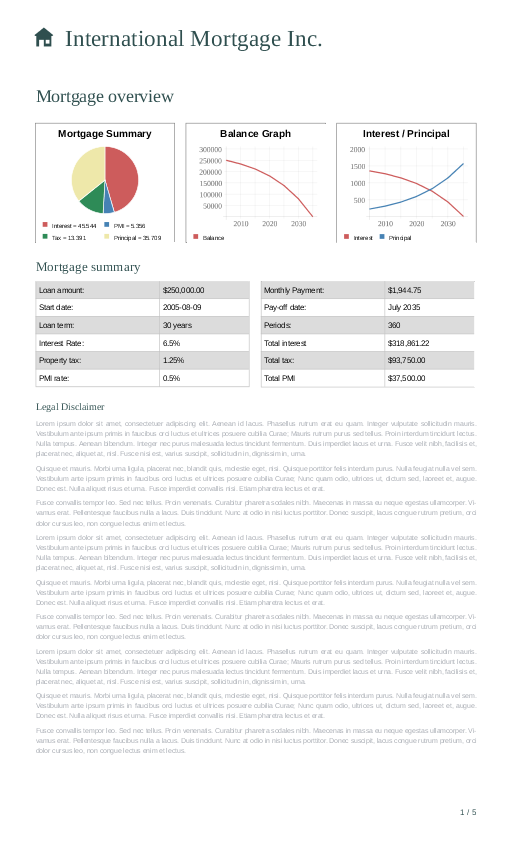 International Mortgage Inc.
Mortgage overview
Mortgage Summary
Interest = 45.544
PMI = 5.356
Tax = 13.391
Principal = 35.709
Balance Graph
300000
250000
200000
150000
100000
50000
2010 2020 2030
Balance
Interest / Principal
2000
1500
1000
500
2010 2020 2030
Interest Principal
Mortgage summary
Loan amount: $250,000.00
Start date: 2005-08-09
Loan term: 30 years
Interest Rate: 6.5%
Property tax: 1.25%
PMI rate: 0.5%
Monthly Payment: $1,944.75
Pay-off date: July 2035
Periods: 360
Total interest $318,861.22
Total tax: $93,750.00
Total PMI $37,500.00
Legal Disclaimer
Lorem ipsum dolor sit amet, consectetuer adipiscing elit. Aenean id lacus. Phasellus rutrum erat eu quam. Integer vulputate sollicitudin mauris.
Vestibulum ante ipsum primis in faucibus orci luctus et ultrices posuere cubilia Curae; Mauris rutrum purus sed tellus. Proin interdum tincidunt lectus.
Nulla tempus. Aenean bibendum. Integer nec purus malesuada lectus tincidunt fermentum. Duis imperdiet lacus et urna. Fusce velit nibh, facilisis et,
placerat nec, aliquet at, nisl. Fusce nisl est, varius suscipit, sollicitudin in, dignissim in, urna.
Quisque et mauris. Morbi urna ligula, placerat nec, blandit quis, molestie eget, nisi. Quisque porttitor felis interdum purus. Nulla feugiat nulla vel sem.
Vestibulum ante ipsum primis in faucibus orci luctus et ultrices posuere cubilia Curae; Nunc quam odio, ultrices ut, dictum sed, laoreet et, augue.
Donec est. Nulla aliquet risus et urna. Fusce imperdiet convallis nisl. Etiam pharetra lectus et erat.
Fusce convallis tempor leo. Sed nec tellus. Proin venenatis. Curabitur pharetra sodales nibh. Maecenas in massa eu neque egestas ullamcorper. Vi-
vamus erat. Pellentesque faucibus nulla a lacus. Duis tincidunt. Nunc at odio in nisi luctus porttitor. Donec suscipit, lacus congue rutrum pretium, orci
dolor cursus leo, non congue lectus enim et lectus.
Lorem ipsum dolor sit amet, consectetuer adipiscing elit. Aenean id lacus. Phasellus rutrum erat eu quam. Integer vulputate sollicitudin mauris.
Vestibulum ante ipsum primis in faucibus orci luctus et ultrices posuere cubilia Curae; Mauris rutrum purus sed tellus. Proin interdum tincidunt lectus.
Nulla tempus. Aenean bibendum. Integer nec purus malesuada lectus tincidunt fermentum. Duis imperdiet lacus et urna. Fusce velit nibh, facilisis et,
placerat nec, aliquet at, nisl. Fusce nisl est, varius suscipit, sollicitudin in, dignissim in, urna.
Quisque et mauris. Morbi urna ligula, placerat nec, blandit quis, molestie eget, nisi. Quisque porttitor felis interdum purus. Nulla feugiat nulla vel sem.
Vestibulum ante ipsum primis in faucibus orci luctus et ultrices posuere cubilia Curae; Nunc quam odio, ultrices ut, dictum sed, laoreet et, augue.
Donec est. Nulla aliquet risus et urna. Fusce imperdiet convallis nisl. Etiam pharetra lectus et erat.
Fusce convallis tempor leo. Sed nec tellus. Proin venenatis. Curabitur pharetra sodales nibh. Maecenas in massa eu neque egestas ullamcorper. Vi-
vamus erat. Pellentesque faucibus nulla a lacus. Duis tincidunt. Nunc at odio in nisi luctus porttitor. Donec suscipit, lacus congue rutrum pretium, orci
dolor cursus leo, non congue lectus enim et lectus.
Lorem ipsum dolor sit amet, consectetuer adipiscing elit. Aenean id lacus. Phasellus rutrum erat eu quam. Integer vulputate sollicitudin mauris.
Vestibulum ante ipsum primis in faucibus orci luctus et ultrices posuere cubilia Curae; Mauris rutrum purus sed tellus. Proin interdum tincidunt lectus.
Nulla tempus. Aenean bibendum. Integer nec purus malesuada lectus tincidunt fermentum. Duis imperdiet lacus et urna. Fusce velit nibh, facilisis et,
placerat nec, aliquet at, nisl. Fusce nisl est, varius suscipit, sollicitudin in, dignissim in, urna.
Quisque et mauris. Morbi urna ligula, placerat nec, blandit quis, molestie eget, nisi. Quisque porttitor felis interdum purus. Nulla feugiat nulla vel sem.
Vestibulum ante ipsum primis in faucibus orci luctus et ultrices posuere cubilia Curae; Nunc quam odio, ultrices ut, dictum sed, laoreet et, augue.
Donec est. Nulla aliquet risus et urna. Fusce imperdiet convallis nisl. Etiam pharetra lectus et erat.
Fusce convallis tempor leo. Sed nec tellus. Proin venenatis. Curabitur pharetra sodales nibh. Maecenas in massa eu neque egestas ullamcorper. Vi-
vamus erat. Pellentesque faucibus nulla a lacus. Duis tincidunt. Nunc at odio in nisi luctus porttitor. Donec suscipit, lacus congue rutrum pretium, orci
dolor cursus leo, non congue lectus enim et lectus.
1 / 5